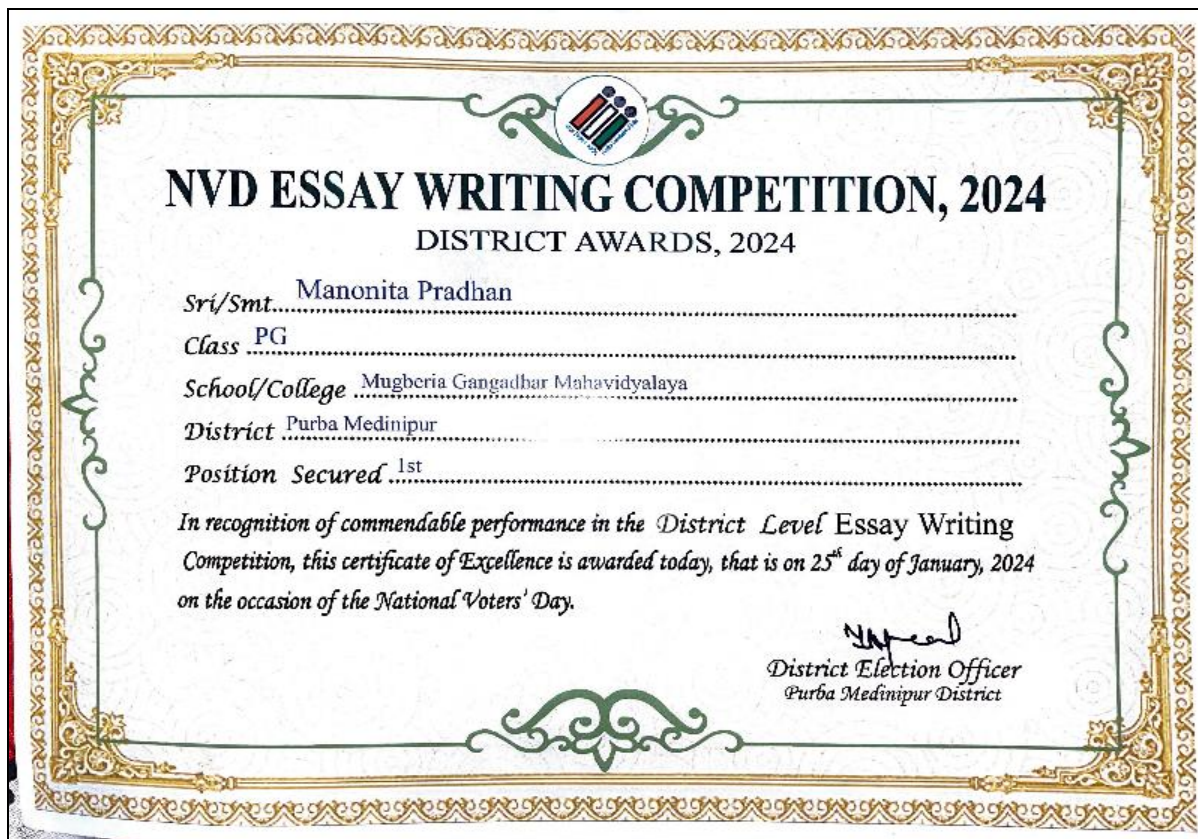 NVD ESSAY WRITING COMPETITION, 2024
DISTRICT AWARDS, 2024
Sri/Smt. Manonita Pradhan
Class PG
School/College Mugberia Gangadhar Mahavidyalaya
District Purba Medinipur
Position Secured 1st
In recognition of commendable performance in the District Level Essay Writing
Competition, this certificate of Excellence is awarded today, that is on 25th day of January, 2024
on the occasion of the National Voters' Day.
District Election Officer
Purba Medinipur District